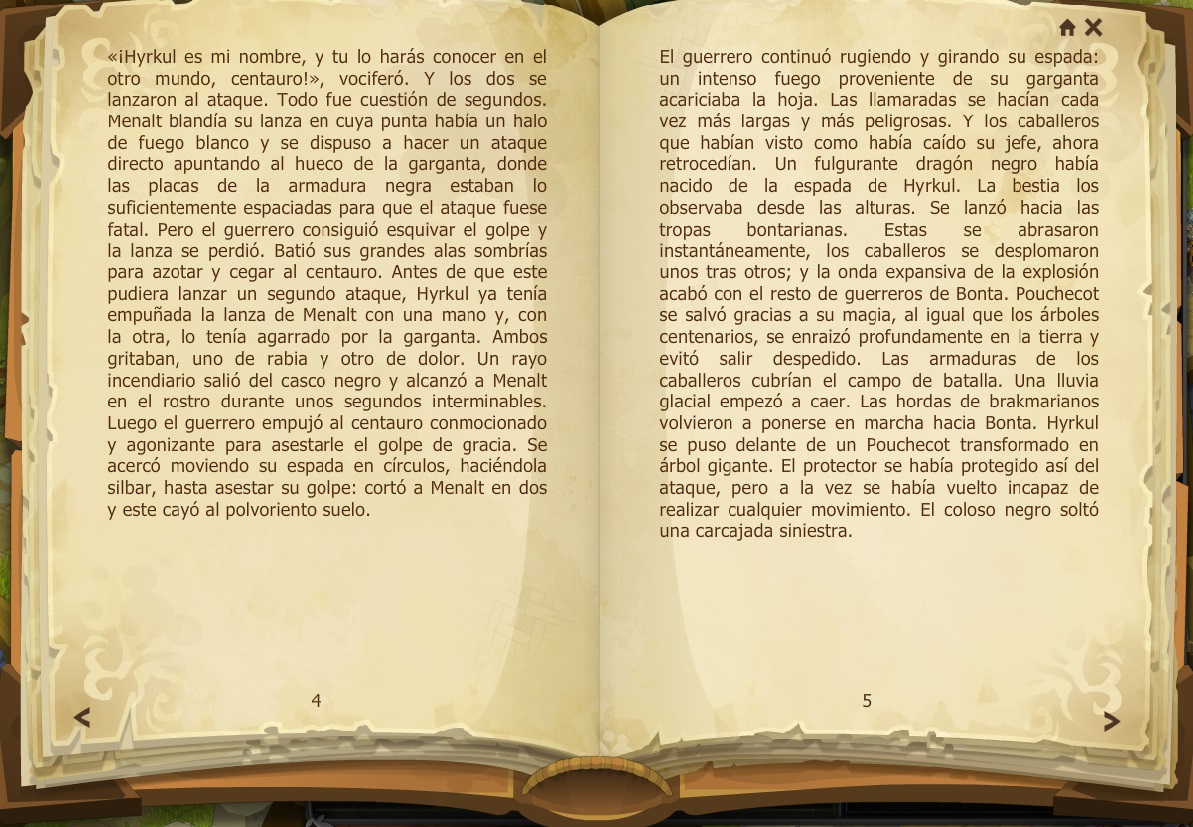 «¡Hyrkul es mi nombre, y tu lo harás conocer en el
otro mundo, centauro!», vociferó. Y los dos se
lanzaron al ataque. Todo fue cuestión de segundos.
Menalt blandía su lanza en cuya punta había un halo
de fuego blanco y se dispuso a hacer un ataque
directo apuntando al hueco de la garganta, donde
las placas de la armadura negra estaban lo
suficientemente espaciadas para que el ataque fuese
fatal. Pero el guerrero consiguió esquivar el golpe y
la lanza se perdió. Batió sus grandes alas sombrías
para azotar y cegar al centauro. Antes de que este
pudiera lanzar un segundo ataque, Hyrkul ya tenía
empuñada la lanza de Menalt con una mano y, con
la otra, lo tenía agarrado por la garganta. Ambos
gritaban, uno de rabia y otro de dolor. Un rayo
incendiario salió del casco negro y alcanzó a Menalt
en el rostro durante unos segundos interminables.
Luego el guerrero empujó al centauro conmocionado
y agonizante para asestarle el golpe de gracia. Se
acercó moviendo su espada en círculos, haciéndola
silbar, hasta asestar su golpe: cortó a Menalt en dos
y este cayó al polvoriento suelo.
4
El guerrero continuó rugiendo y girando su espada:
un intenso fuego proveniente de su garganta
acariciaba la hoja. Las llamaradas se hacían cada
vez más largas y más peligrosas. Y los caballeros
que habían visto como había caído su jefe, ahora
retrocedían. Un fulgurante dragón negro había
nacido de la espada de Hyrkul. La bestia los
observaba desde las alturas. Se lanzó hacia las
tropas bontarianas. Estas se abrasaron
instantáneamente, los caballeros se desplomaron
unos tras otros; y la onda expansiva de la explosión
acabó con el resto de guerreros de Bonta. Pouchecot
se salvó gracias a su magia, al igual que los árboles
centenarios, se enraizó profundamente en la tierra y
evitó salir despedido. Las armaduras de los
caballeros cubrían el campo de batalla. Una lluvia
glacial empezó a caer. Las hordas de brakmarianos
volvieron a ponerse en marcha hacia Bonta. Hyrkul
se puso delante de un Pouchecot transformado en
árbol gigante. El protector se había protegido así del
ataque, pero a la vez se había vuelto incapaz de
realizar cualquier movimiento. El coloso negro soltó
una carcajada siniestra.
5